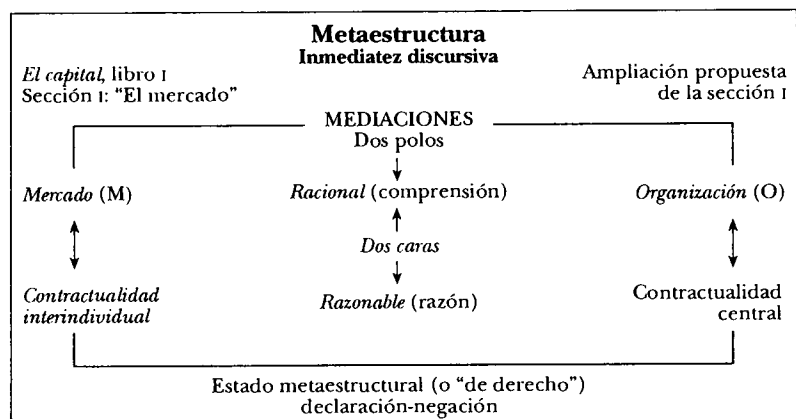 Metaestructura
Inmediatez discursiva
El capital, libro I
Sección I: “El mercado”
Ampliación propuesta
de la sección I
MEDIACIONES
Dos polos
Mercado (M)
Racional (comprensión)
Organización (O)
Dos caras
Contractualidad
interindividual
Razonable (razón)
Contractualidad
central
Estado metaestructural (o “de derecho”)
declaración-negación